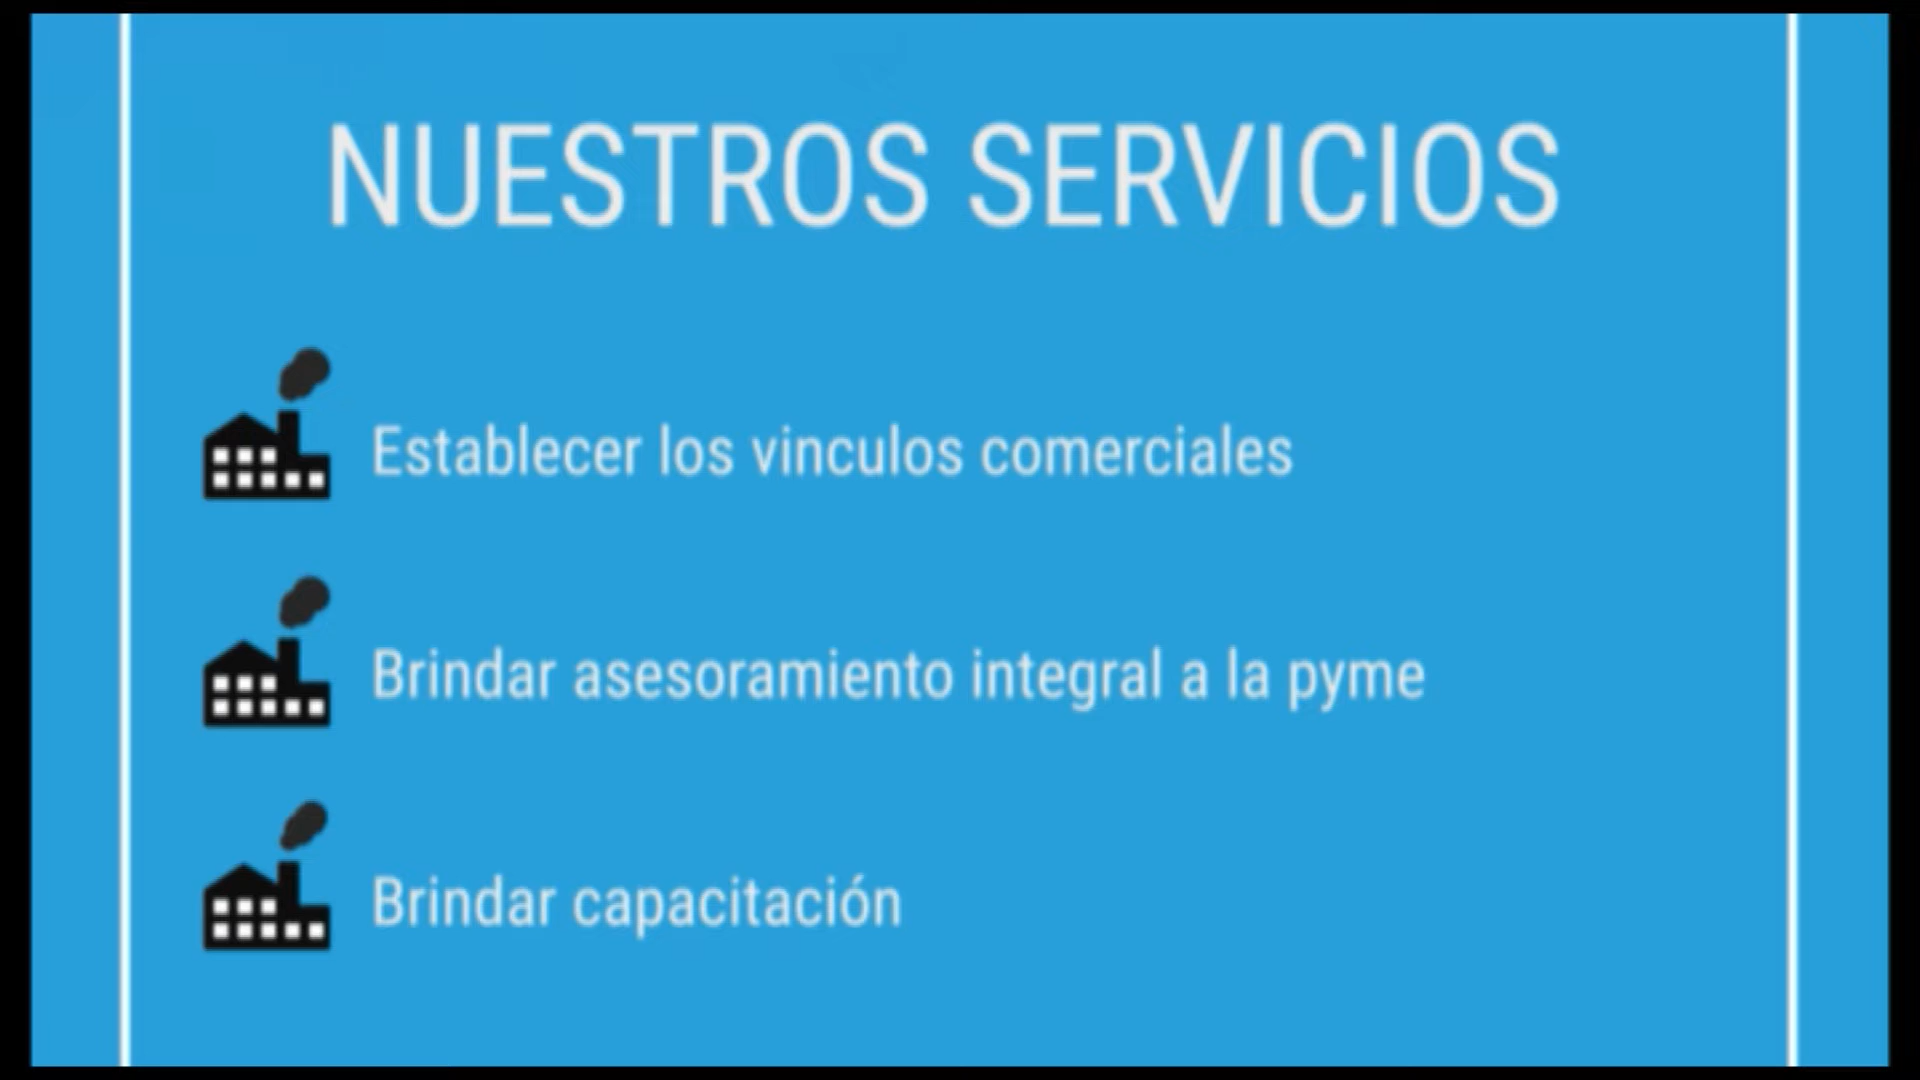 NUESTROS SERVICIOS
Establecer los vinculos comerciales
Brindar asesoramiento integral a la pyme
Brindar capacitación